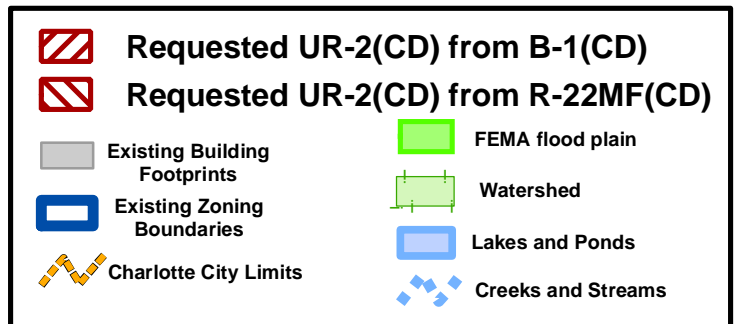 Requested UR-2(CD) from B-1(CD)
Requested UR-2(CD) from R-22MF(CD)
Existing Building
Footprints
Existing Zoning
Boundaries
Charlotte City Limits
FEMA flood plain
Watershed
Lakes and Ponds
Creeks and Streams